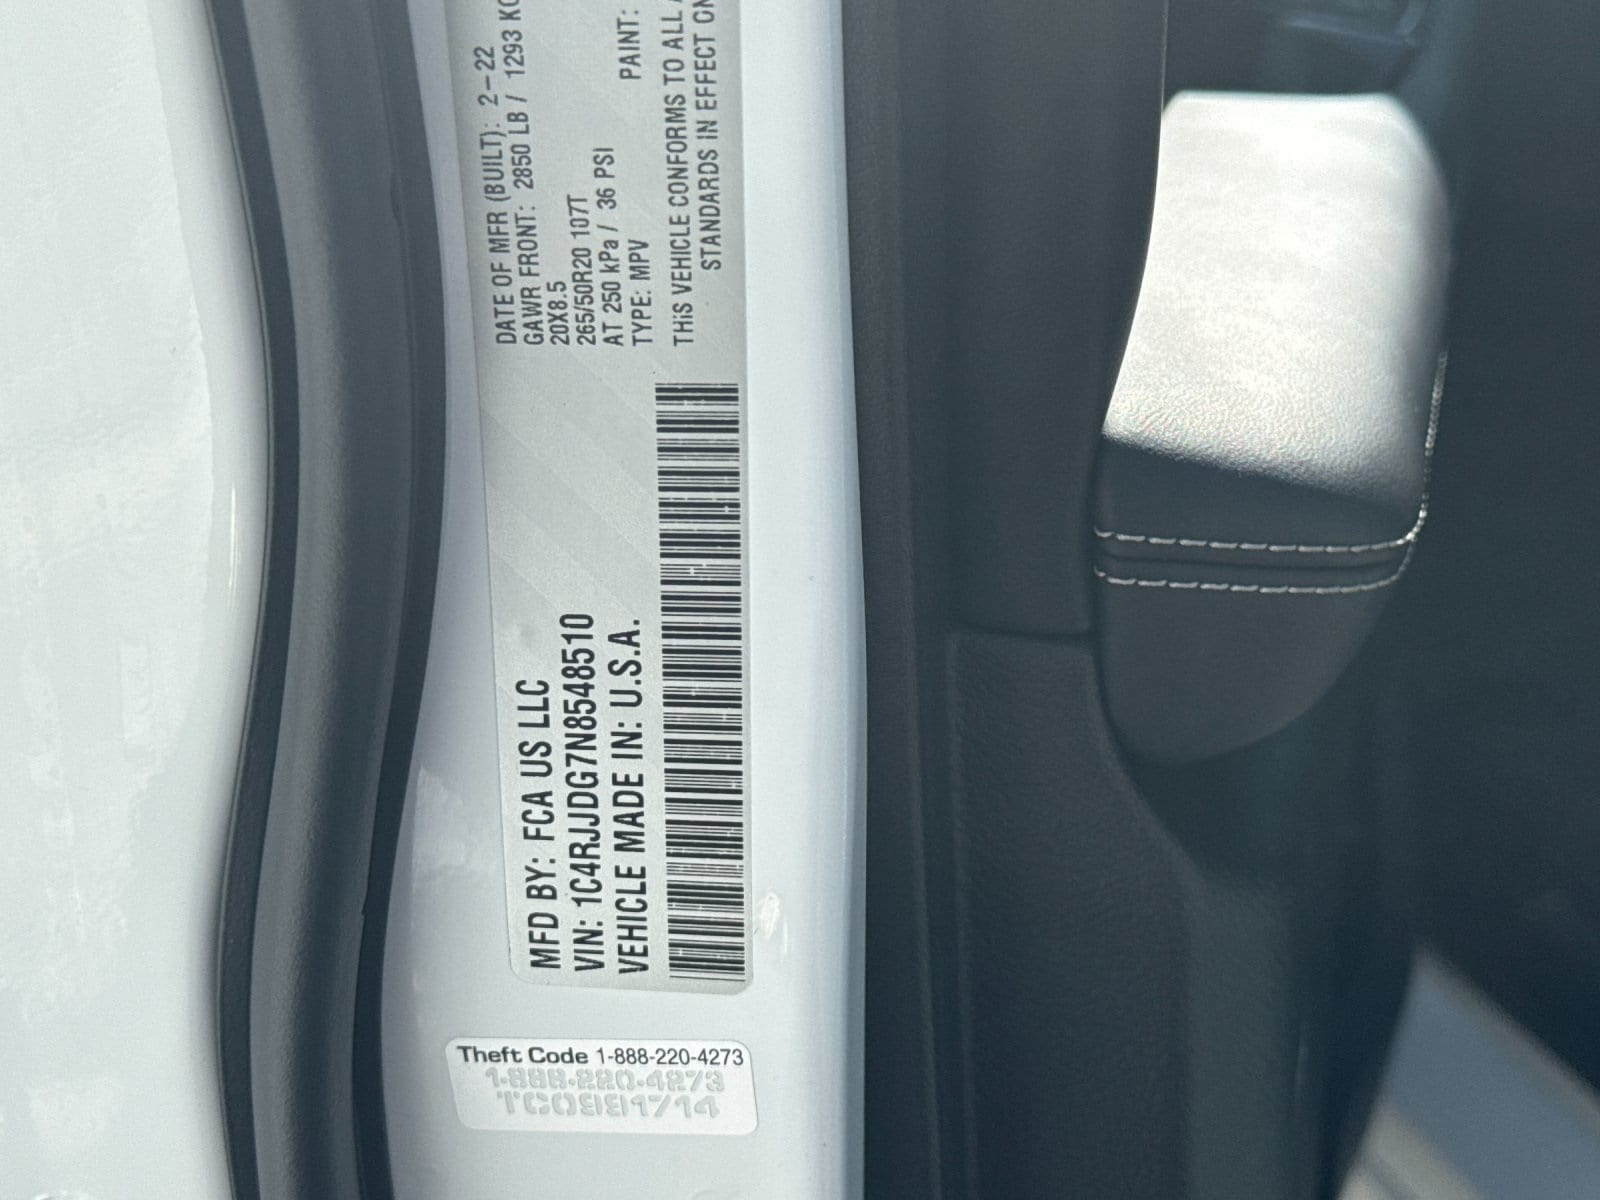 MFD BY: FCA US LLC
VIN: 1C4RJJDG7N8548510
VEHICLE MADE IN: U.S.A.
DATE OF MFR (BUILT): 2-22
GAWR FRONT: 2850 LB / 1293 KG
20X8.5
265/50R20 107T
AT 250 kPa / 36 PSI
TYPE: MPV PAINT:
THiS VEHICLE CONFORMS TO ALL
STANDARDS IN EFFECT ON
Theft Code 1-888-220-4273
1-888-220-4273
TC0991714